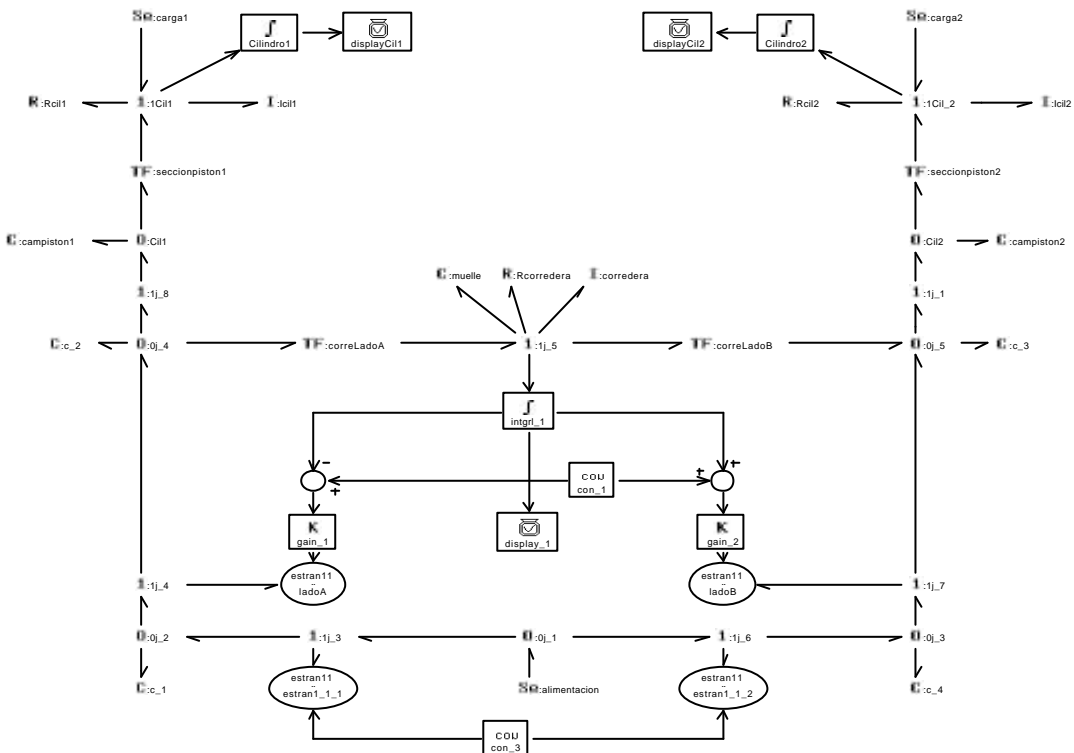 Se:carga1
Se:carga2
∫
Cilindro1
displayCil1
displayCil2
∫
Cilindro2
R:Rcil1
1:1Cil1
I:Icil1
R:Rcil2
1:1Cil_2
I:Icil2
TF:seccionpiston1
TF:seccionpiston2
C:campiston1
0:Cil1
0:Cil2
C:campiston2
C:muelle
R:Rcorredera
I:corredera
1:1j_8
1:1j_1
C:c_2
0:0j_4
TF:correLadoA
1:1j_5
TF:correLadoB
0:0j_5
C:c_3
∫
intgrl_1
-
+
+
+
CON
con_1
K
gain_1
display_1
K
gain_2
1:1j_4
estran11
ladoA
estran11
ladoB
1:1j_7
0:0j_2
1:1j_3
0:0j_1
1:1j_6
0:0j_3
C:c_1
estran11
estran1_1_1
Se:alimentacion
estran11
estran1_1_2
C:c_4
CON
con_3